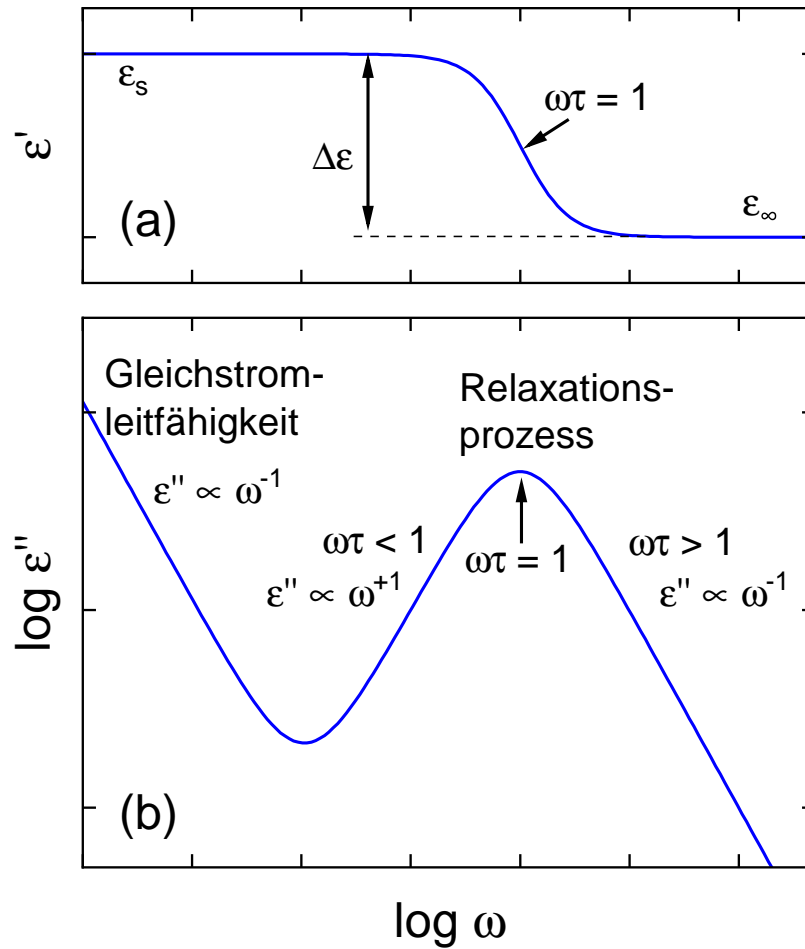 ε'
(a)
εₛ
Δε
ωτ = 1
ε∞
log ε''
(b)
Gleichstrom-
leitfähigkeit
ε'' ∝ ω⁻¹
Relaxations-
prozess
ωτ < 1
ε'' ∝ ω⁺¹
ωτ = 1
ωτ > 1
ε'' ∝ ω⁻¹
log ω